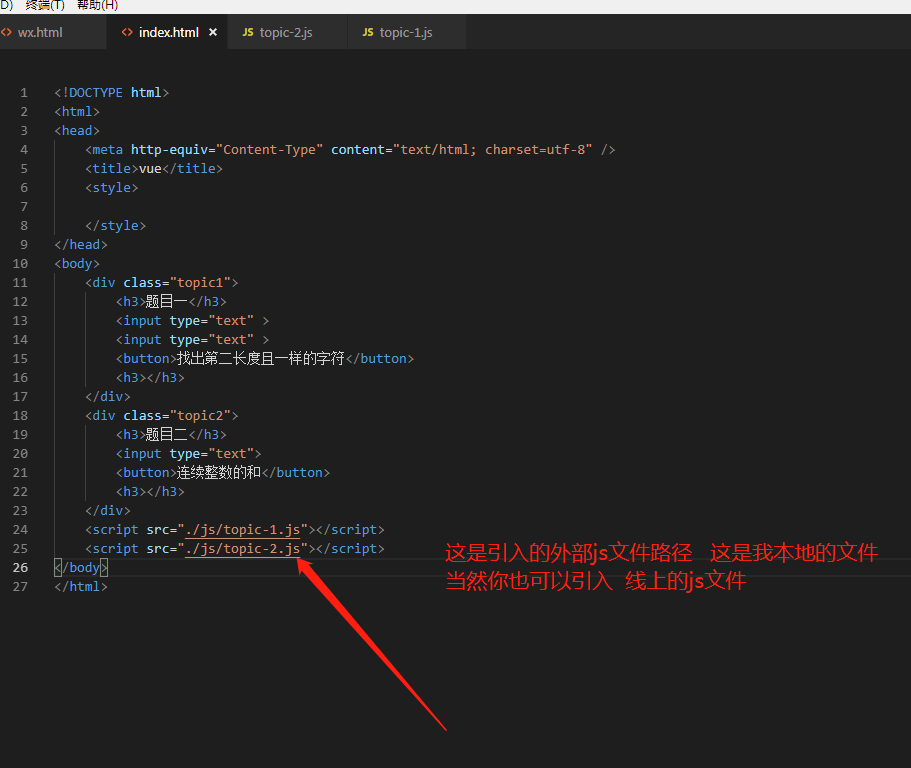 D) 终端(T) 帮助(H)
<> wx.html <> index.html × JS topic-2.js JS topic-1.js
1 <!DOCTYPE html>
2 <html>
3 <head>
4 <meta http-equiv="Content-Type" content="text/html; charset=utf-8" />
5 <title>vue</title>
6 <style>
7
8 </style>
9 </head>
10 <body>
11 <div class="topic1">
12 <h3>题目一</h3>
13 <input type="text" >
14 <input type="text" >
15 <button>找出第二长度且一样的字符</button>
16 <h3></h3>
17 </div>
18 <div class="topic2">
19 <h3>题目二</h3>
20 <input type="text">
21 <button>连续整数的和</button>
22 <h3></h3>
23 </div>
24 <script src="./js/topic-1.js"></script>
25 <script src="./js/topic-2.js"></script>
26 </body>
27 </html>
这是引入的外部js文件路径 这是我本地的文件
当然你也可以引入 线上的js文件